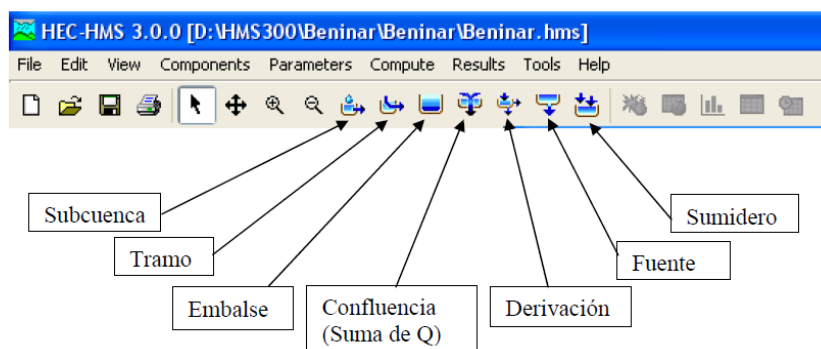 HEC-HMS 3.0.0 [D:\HMS300\Beninar\Beninar\Beninar.hms]
File Edit View Components Parameters Compute Results Tools Help
Subcuenca
Sumidero
Tramo
Fuente
Embalse
Confluencia
(Suma de Q)
Derivación